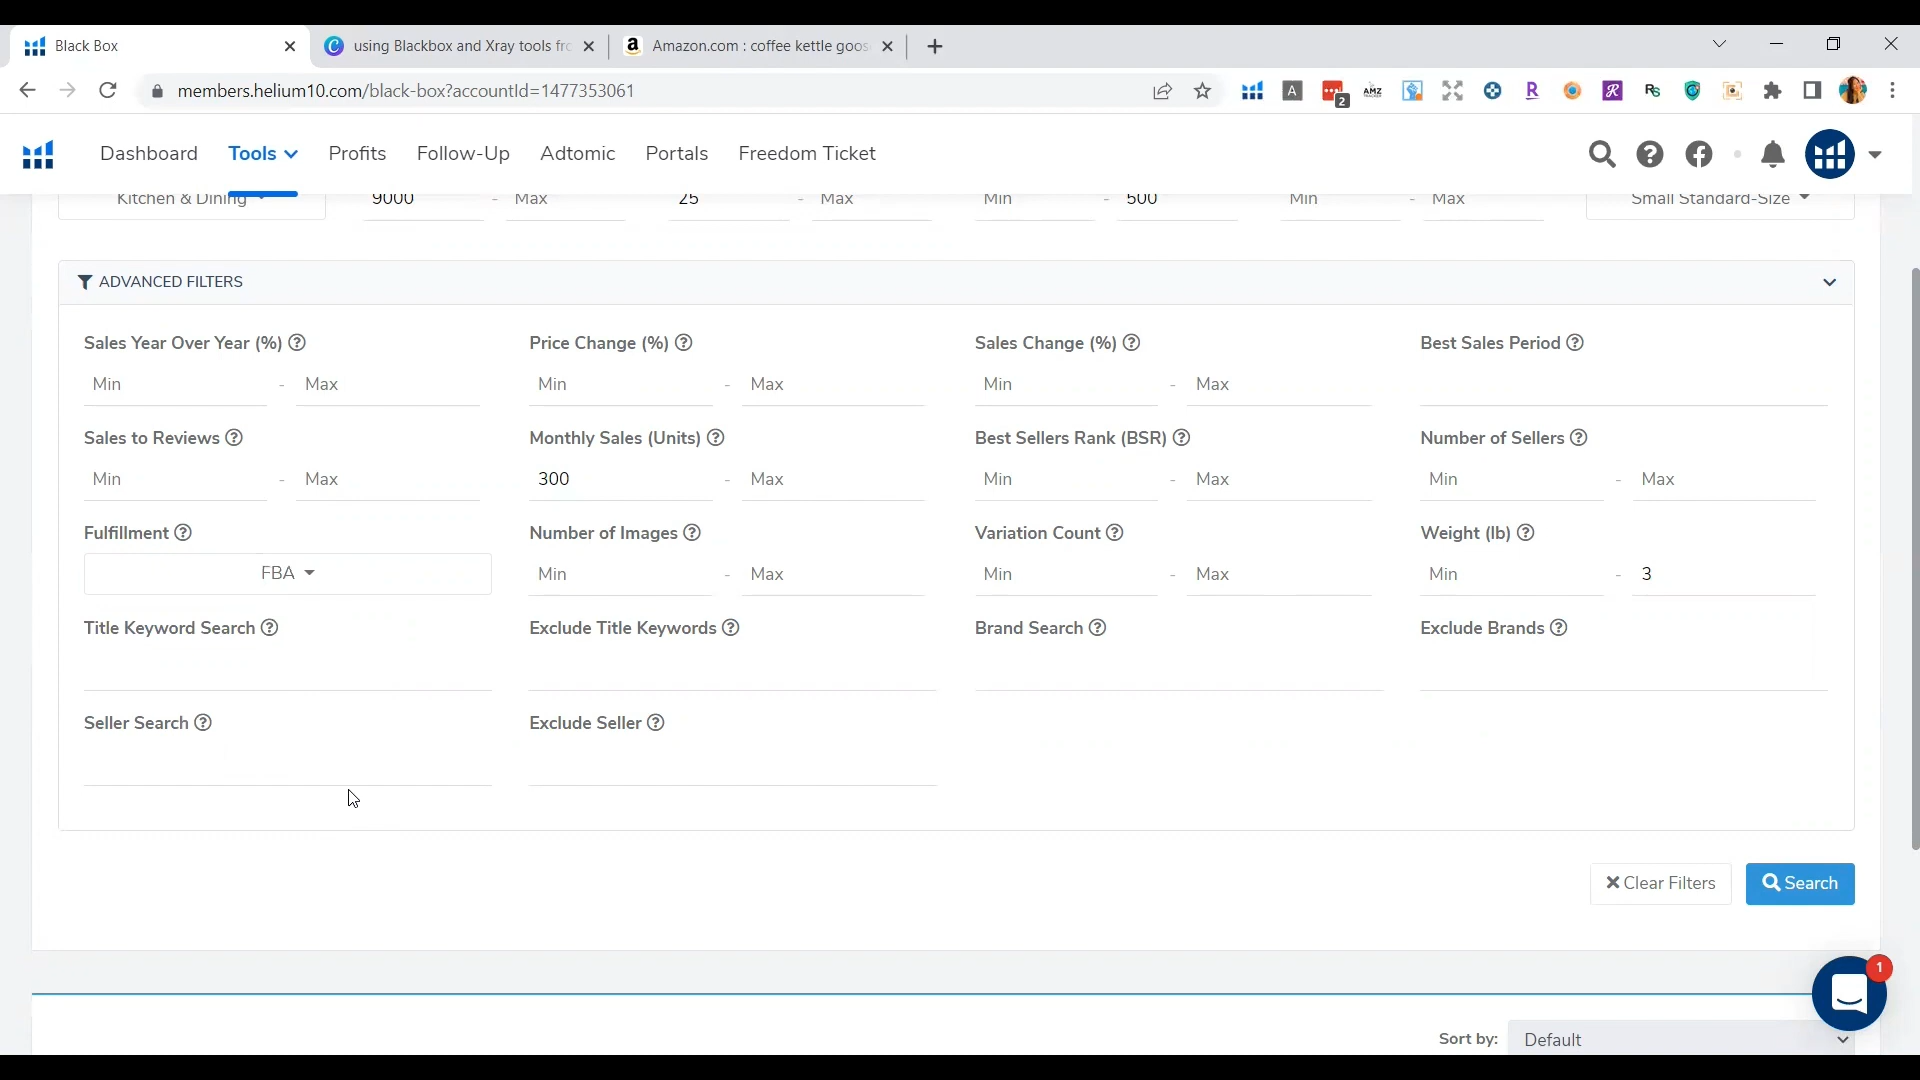 Black Box
using Blackbox and Xray tools fro
Amazon.com : coffee kettle goos
members.helium10.com/black-box?accountId=1477353061
A
2
AMZ
R
R
RS
Dashboard Tools Profits Follow-Up Adtomic Portals Freedom Ticket
Kitchen & Dining 9000 - Max 25 - Max Min - 500 Min - Max Small Standard-Size
ADVANCED FILTERS
Sales Year Over Year (%) Price Change (%) Sales Change (%) Best Sales Period
Min - Max Min - Max Min - Max
Sales to Reviews Monthly Sales (Units) Best Sellers Rank (BSR) Number of Sellers
Min - Max 300 - Max Min - Max Min - Max
Fulfillment Number of Images Variation Count Weight (lb)
FBA Min - Max Min - Max Min - 3
Title Keyword Search Exclude Title Keywords Brand Search Exclude Brands
Seller Search Exclude Seller
Clear Filters Search
1
Sort by: Default